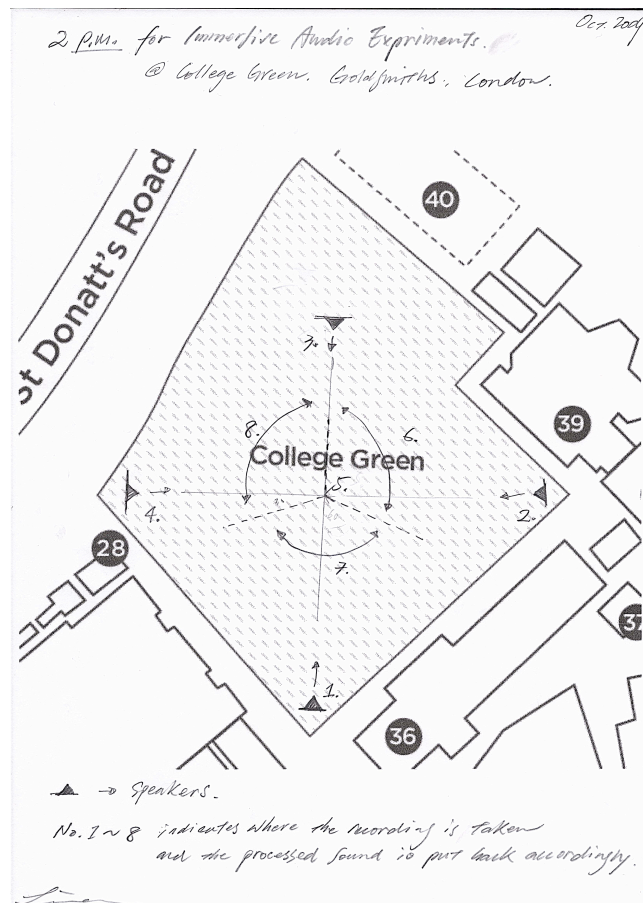 Oct. 2009
2 p.m. for Immersive Audio Expriments.
@ College Green. Goldsmiths, London.
St Donatt's Road
40
39
3.
8.
6.
College Green
5.
4.
2.
28
37
7.
1.
36
→ Speakers.
No. 1 ~ 8 indicates where the recording is taken
and the processed sound is put back accordingly.